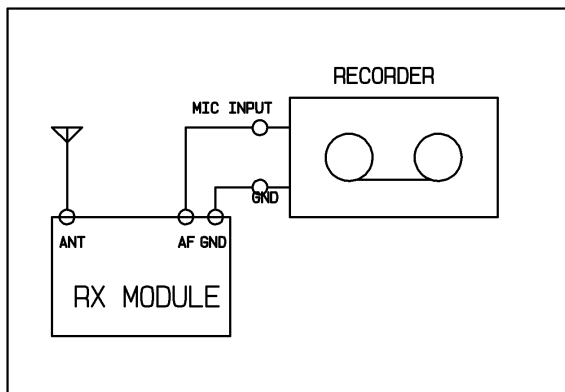 RECORDER
MIC INPUT
GND
ANT
AF GND
RX MODULE